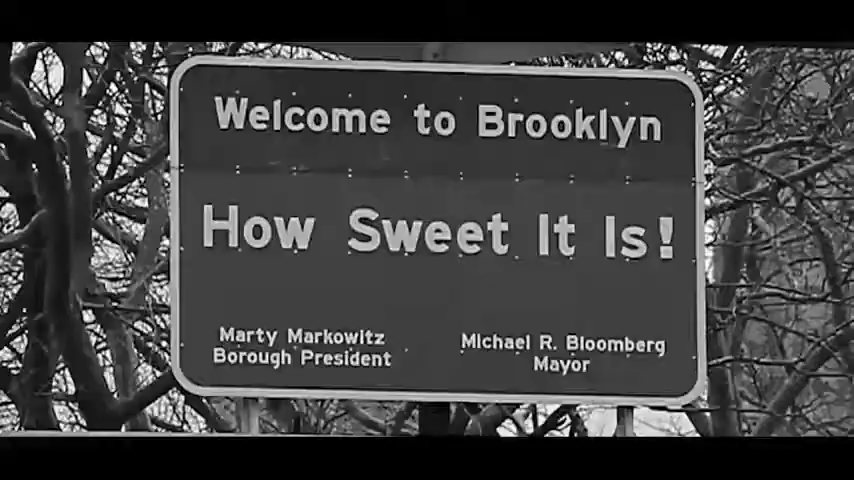 Welcome to Brooklyn
How Sweet It Is!
Marty Markowitz
Borough President
Michael R. Bloomberg
Mayor